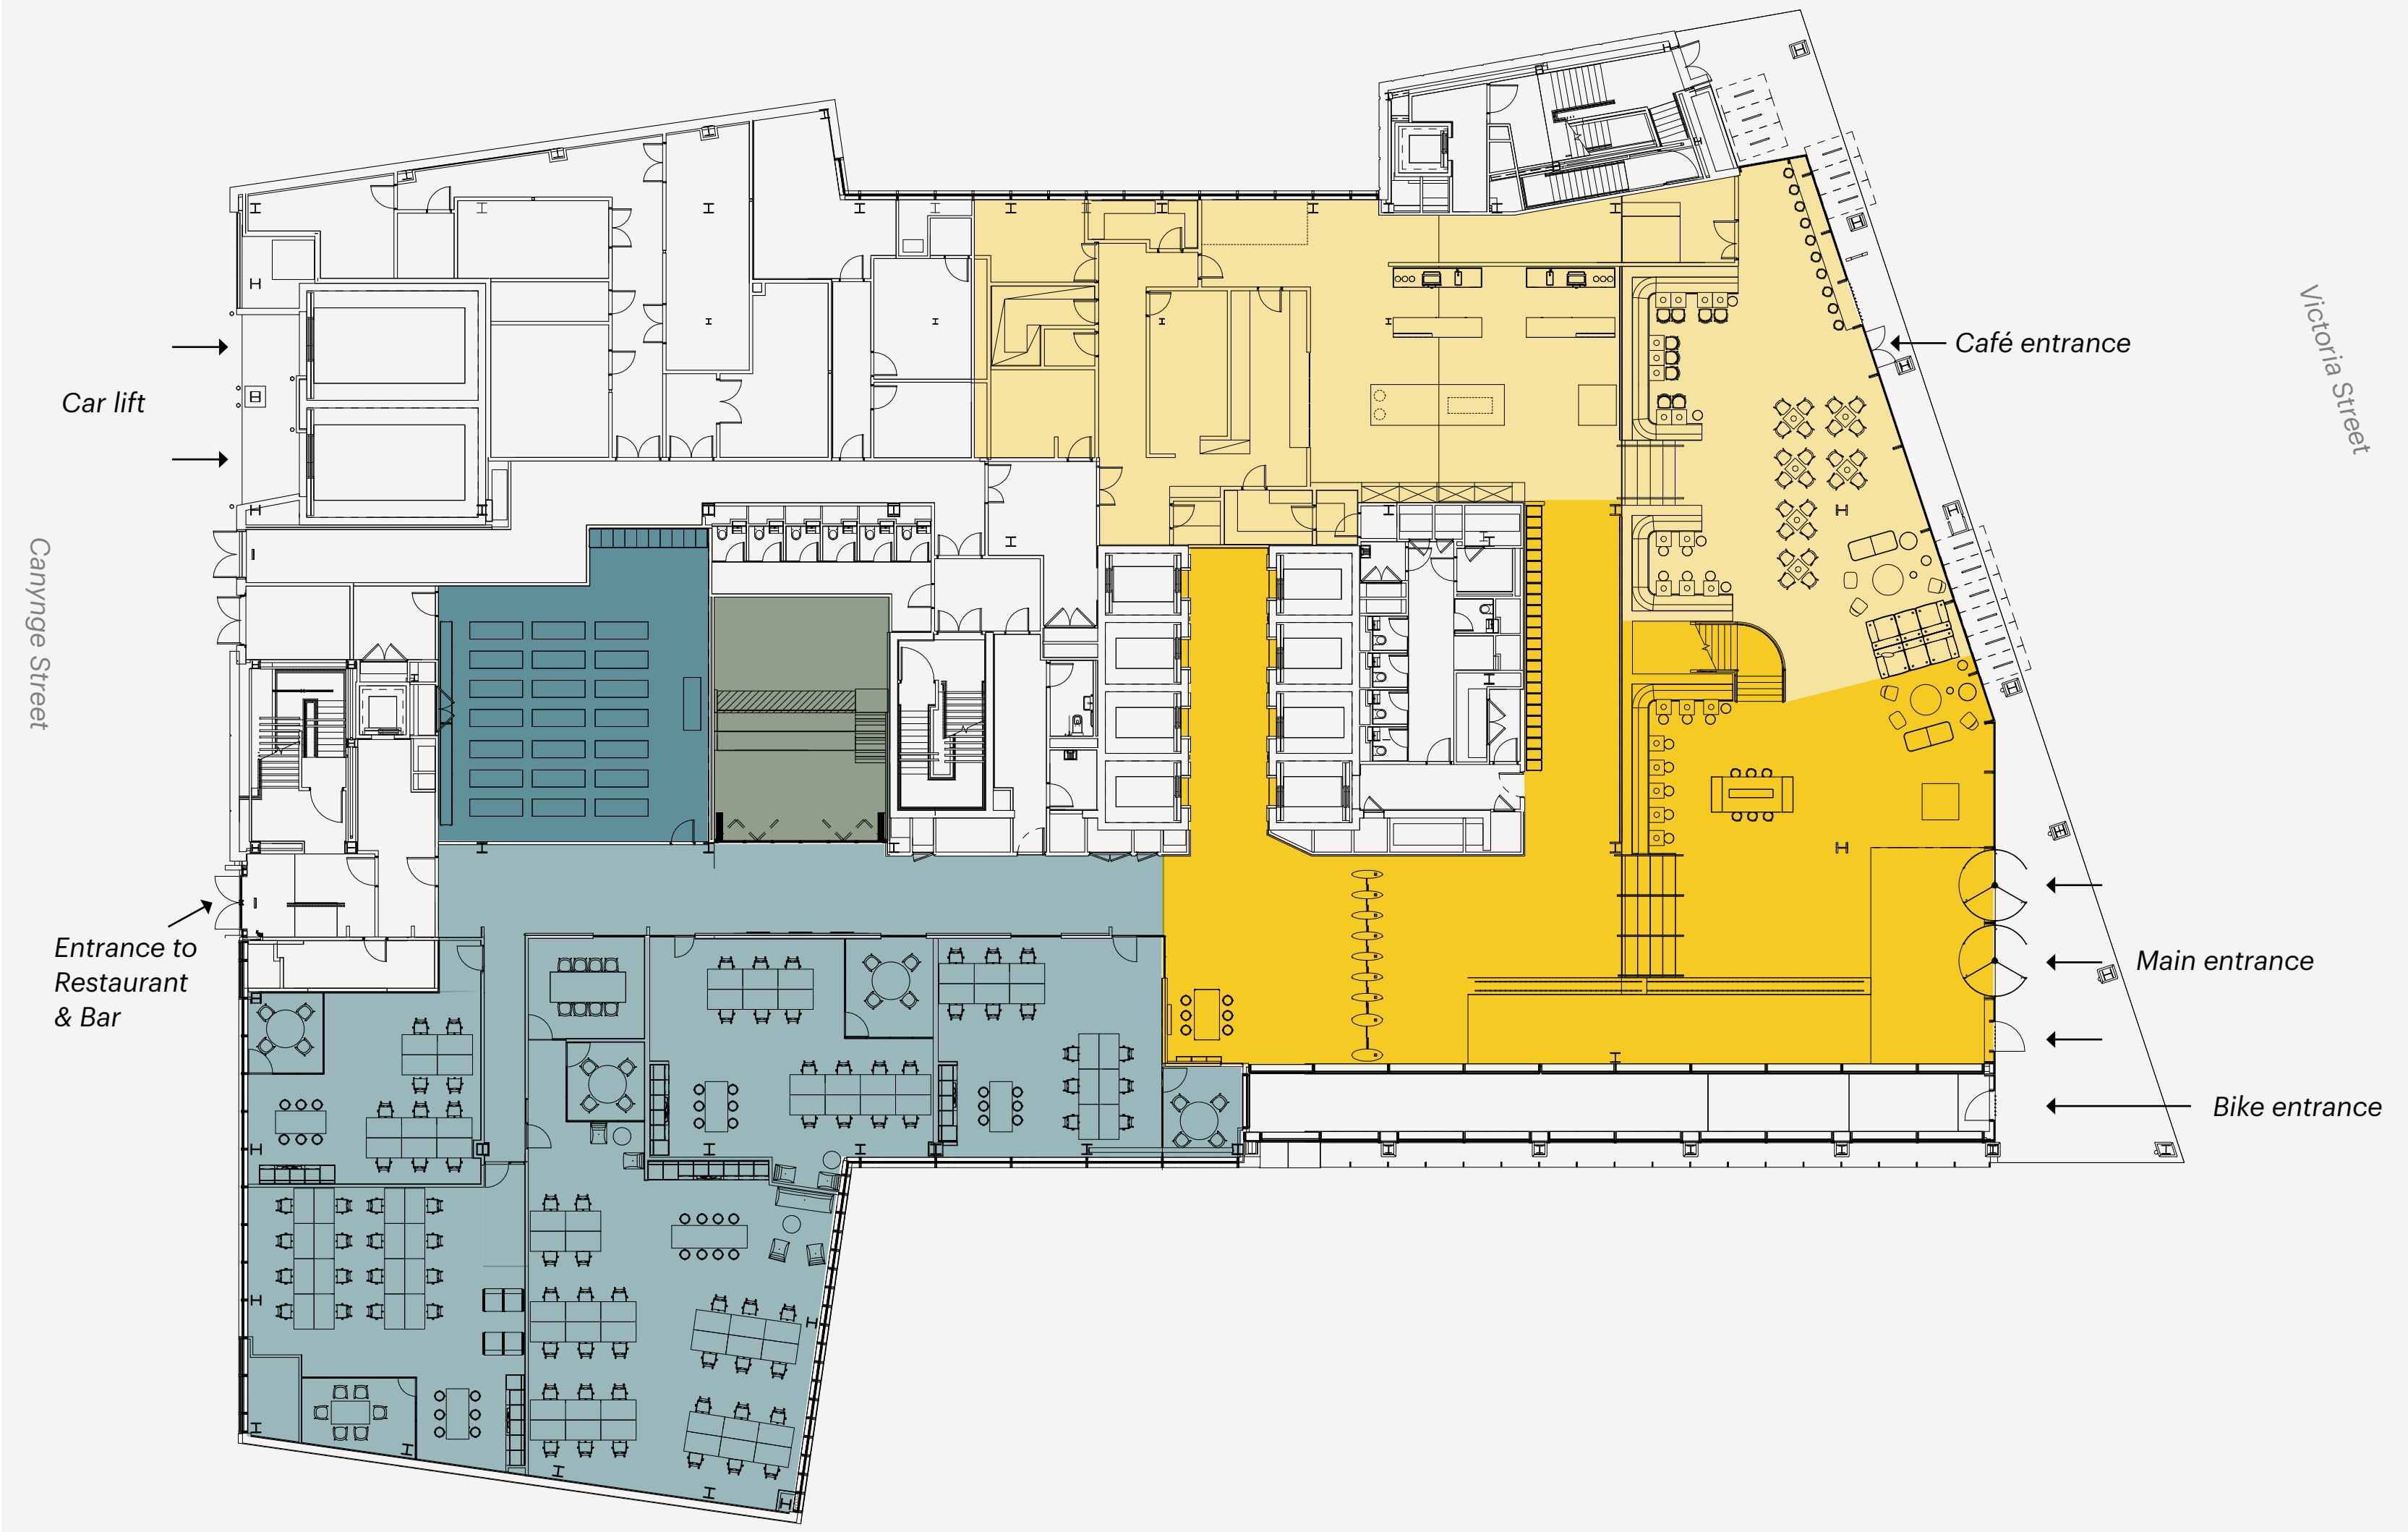 Victoria Street
Café entrance
Car lift
Canynge Street
Entrance to
Restaurant
& Bar
Main entrance
Bike entrance